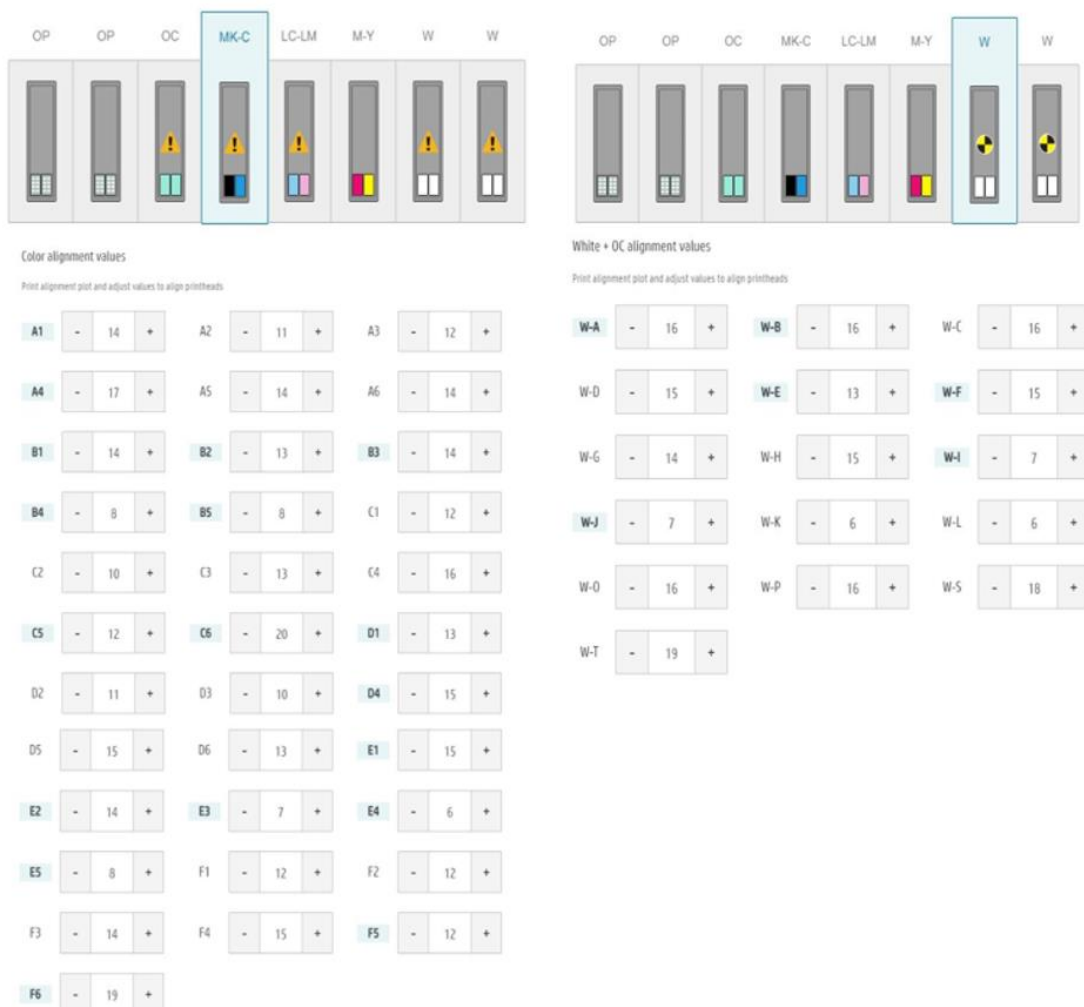 OP OP OC MK-C LC-LM M-Y W W
Color alignment values
Print alignment plot and adjust values to align printheads
A1 - 14 + A2 - 11 + A3 - 12 +
A4 - 17 + A5 - 14 + A6 - 14 +
B1 - 14 + B2 - 13 + B3 - 14 +
B4 - 8 + B5 - 8 + C1 - 12 +
C2 - 10 + C3 - 13 + C4 - 16 +
C5 - 12 + C6 - 20 + D1 - 13 +
D2 - 11 + D3 - 10 + D4 - 15 +
D5 - 15 + D6 - 13 + E1 - 15 +
E2 - 14 + E3 - 7 + E4 - 6 +
E5 - 8 + F1 - 12 + F2 - 12 +
F3 - 14 + F4 - 15 + F5 - 12 +
F6 - 19 +
OP OP OC MK-C LC-LM M-Y W W
White + OC alignment values
Print alignment plot and adjust values to align printheads
W-A - 16 + W-B - 16 + W-C - 16 +
W-D - 15 + W-E - 13 + W-F - 15 +
W-G - 14 + W-H - 15 + W-I - 7 +
W-J - 7 + W-K - 6 + W-L - 6 +
W-O - 16 + W-P - 16 + W-S - 18 +
W-T - 19 +